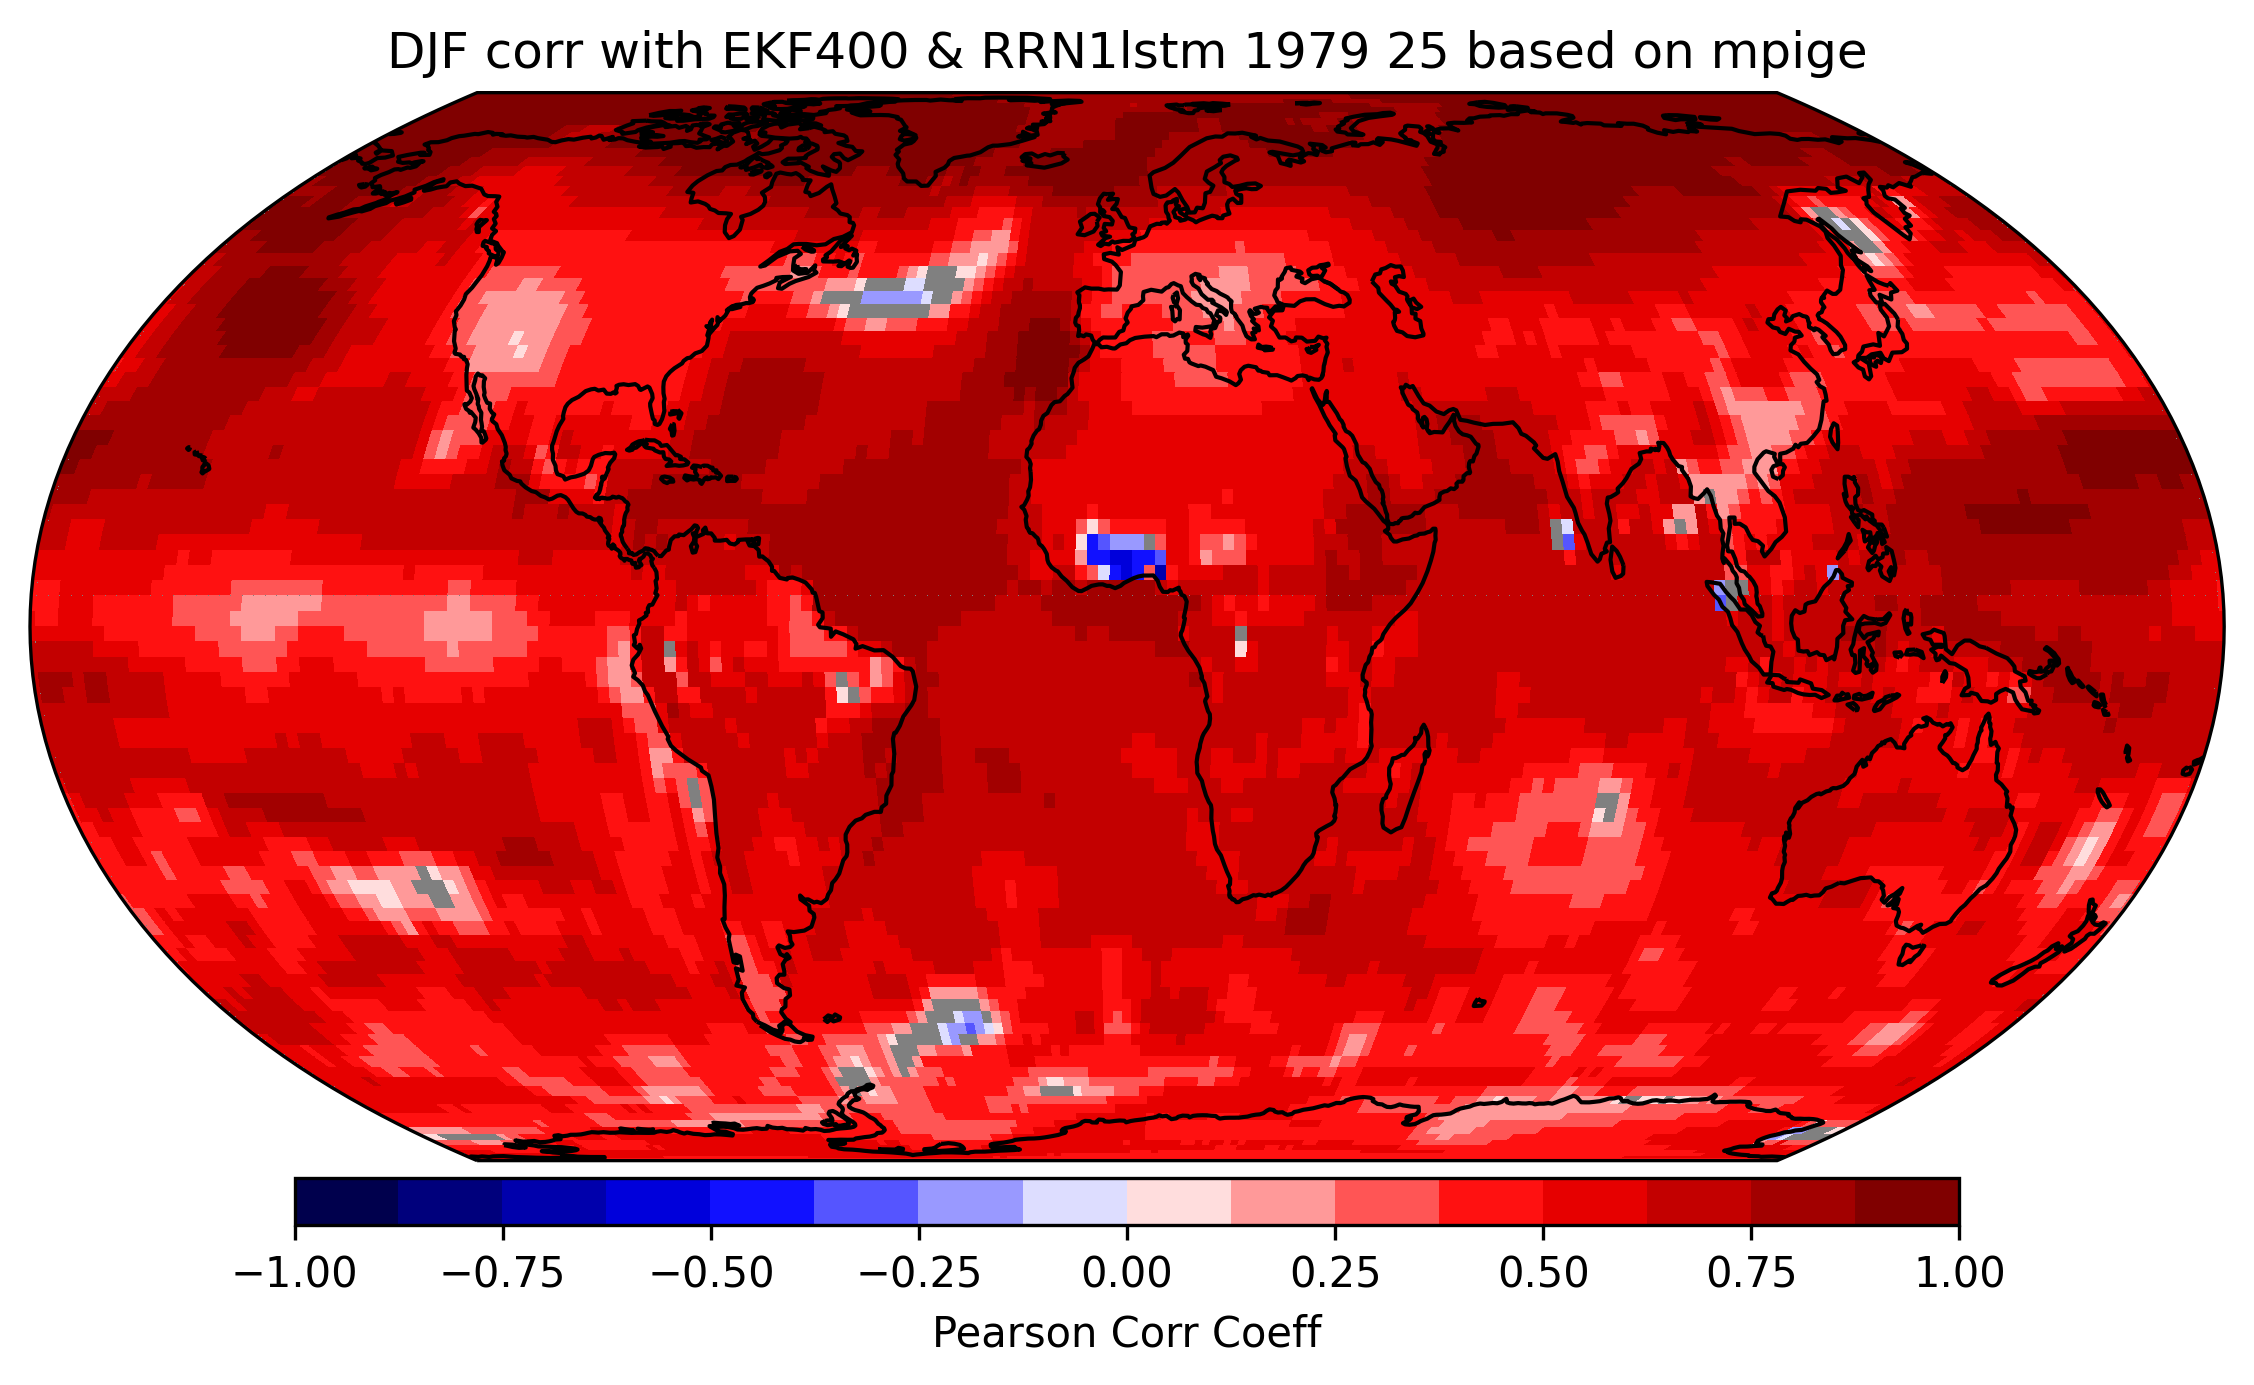 DJF corr with EKF400 & RRN1lstm 1979 25 based on mpige
−1.00 −0.75 −0.50 −0.25 0.00 0.25 0.50 0.75 1.00
Pearson Corr Coeff